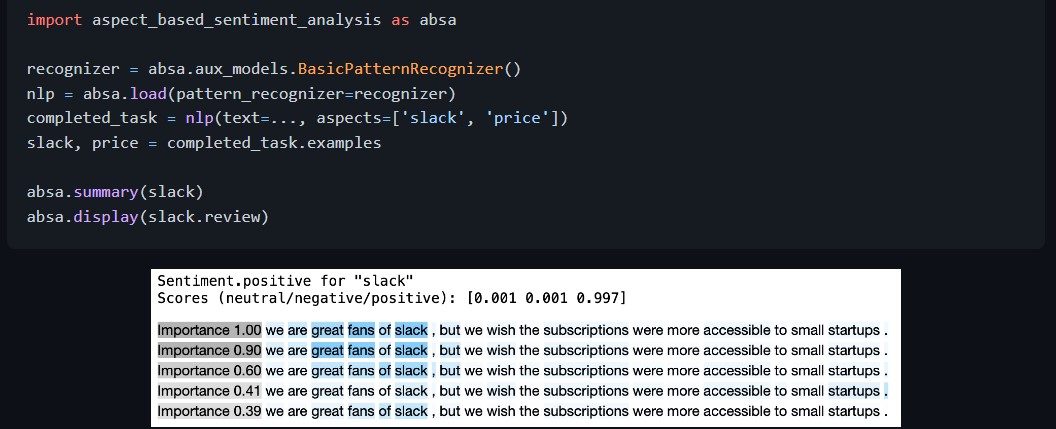 import aspect_based_sentiment_analysis as absa
recognizer = absa.aux_models.BasicPatternRecognizer()
nlp = absa.load(pattern_recognizer=recognizer)
completed_task = nlp(text=..., aspects=['slack', 'price'])
slack, price = completed_task.examples
absa.summary(slack)
absa.display(slack.review)
Sentiment.positive for "slack"
Scores (neutral/negative/positive): [0.001 0.001 0.997]
Importance 1.00 we are great fans of slack , but we wish the subscriptions were more accessible to small startups .
Importance 0.90 we are great fans of slack , but we wish the subscriptions were more accessible to small startups .
Importance 0.60 we are great fans of slack , but we wish the subscriptions were more accessible to small startups .
Importance 0.41 we are great fans of slack , but we wish the subscriptions were more accessible to small startups .
Importance 0.39 we are great fans of slack , but we wish the subscriptions were more accessible to small startups .